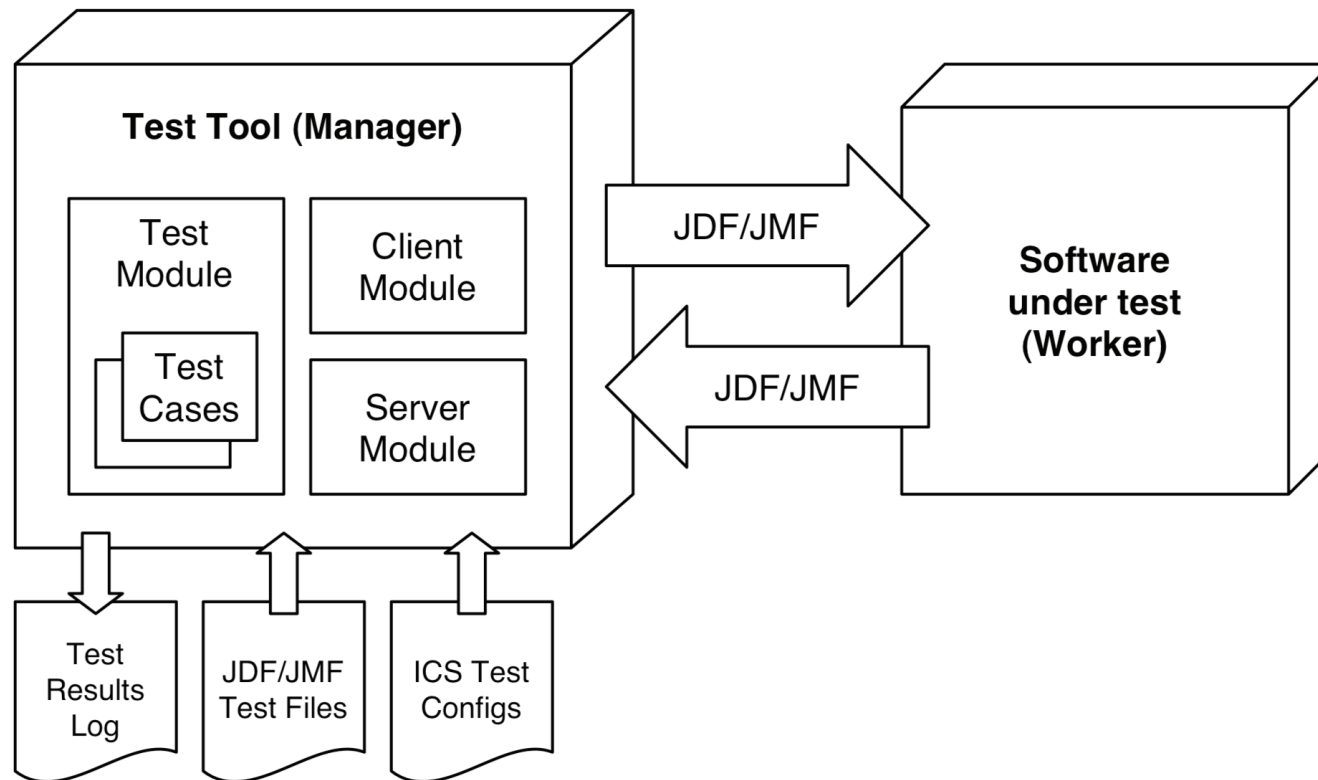 Test Tool (Manager)
Test
Module
Test
Cases
Client
Module
Server
Module
JDF/JMF
JDF/JMF
Software
under test
(Worker)
Test
Results
Log
JDF/JMF
Test Files
ICS Test
Configs